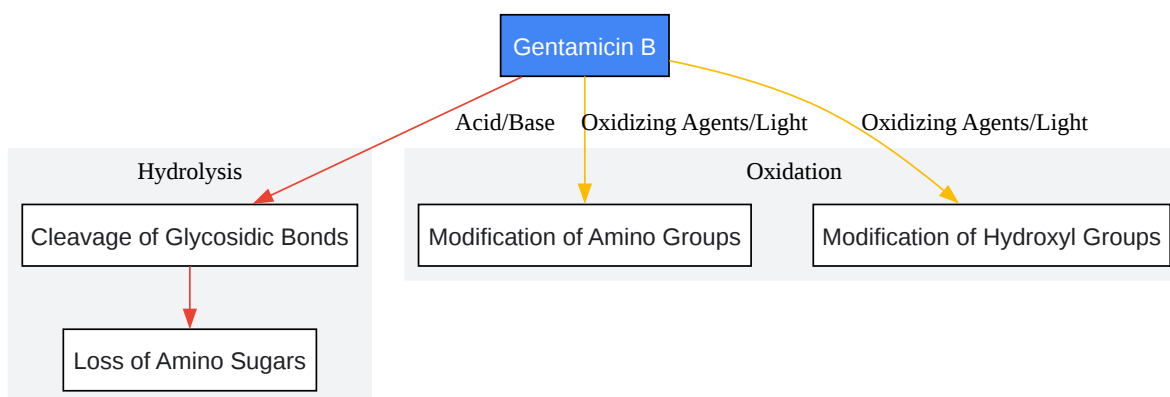 Gentamicin B
Acid/Base
Oxidizing Agents/Light
Oxidizing Agents/Light
Hydrolysis
Oxidation
Cleavage of Glycosidic Bonds
Modification of Amino Groups
Modification of Hydroxyl Groups
Loss of Amino Sugars